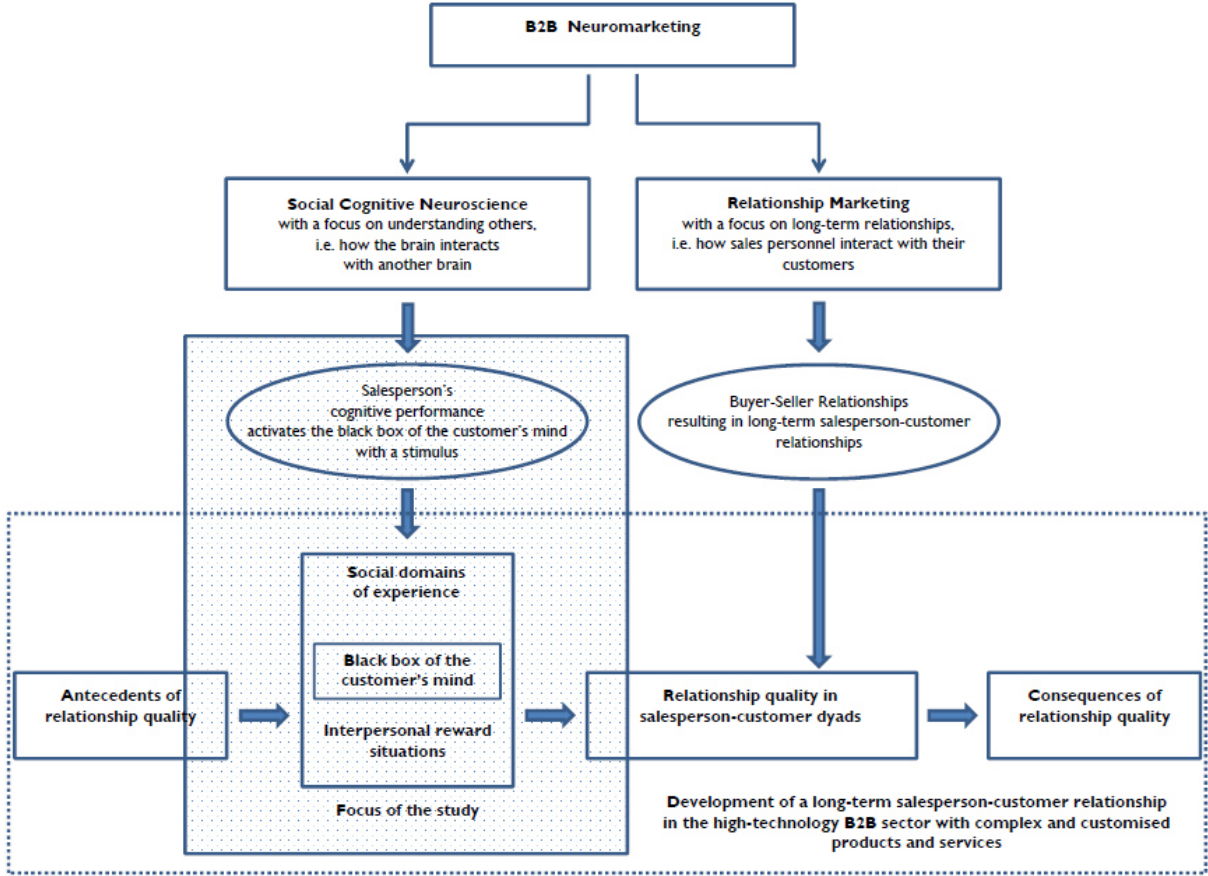 B2B Neuromarketing
Social Cognitive Neuroscience
with a focus on understanding others,
i.e. how the brain interacts
with another brain
Relationship Marketing
with a focus on long-term relationships,
i.e. how sales personnel interact with their
customers
Salesperson's
cognitive performance
activates the black box of the customer's mind
with a stimulus
Buyer-Seller Relationships
resulting in long-term salesperson-customer
relationships
Social domains
of experience
Black box of the
customer's mind
Interpersonal reward
situations
Antecedents of
relationship quality
Relationship quality in
salesperson-customer dyads
Consequences of
relationship quality
Focus of the study
Development of a long-term salesperson-customer relationship
in the high-technology B2B sector with complex and customised
products and services